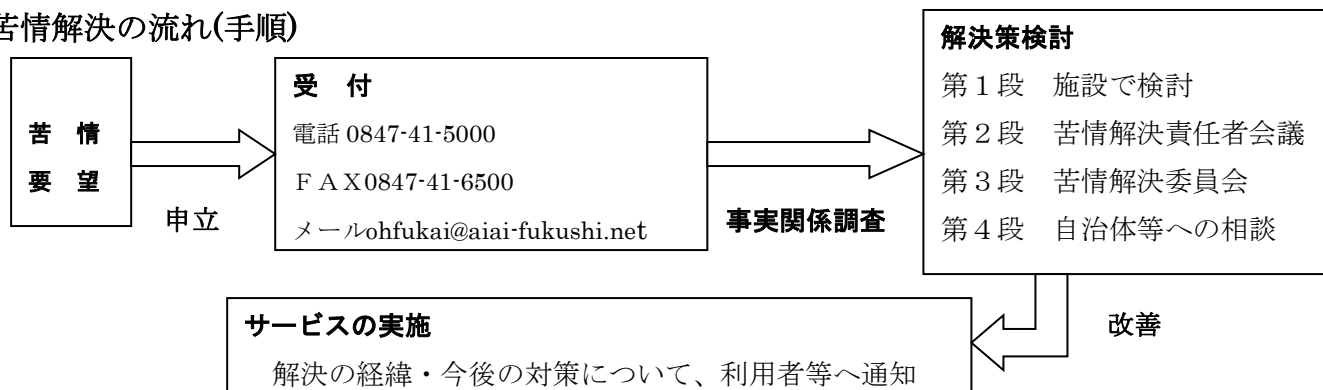 苦情解決の流れ(手順)
苦 情
要 望
申立
受 付
電話 0847-41-5000
ＦＡＸ0847-41-6500
メールohfukai@aiai-fukushi.net
事実関係調査
解決策検討
第１段 施設で検討
第２段 苦情解決責任者会議
第３段 苦情解決委員会
第４段 自治体等への相談
改善
サービスの実施
解決の経緯・今後の対策について、利用者等へ通知